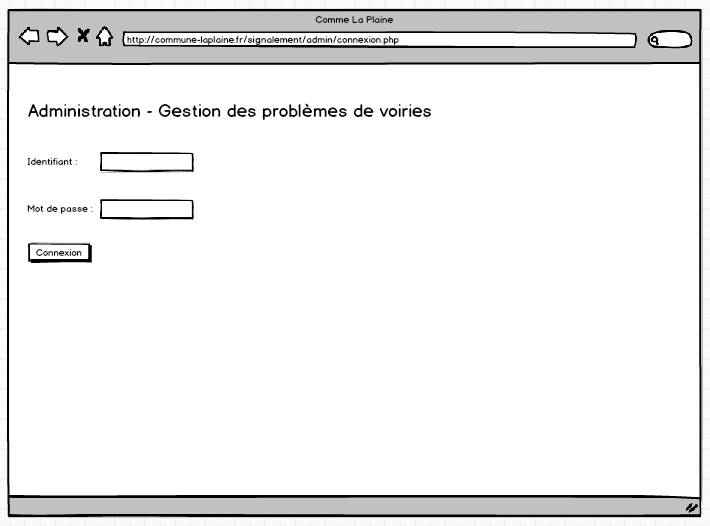 Comme La Plaine
http://commune-laplaine.fr/signalement/admin/connexion.php
Administration - Gestion des problèmes de voiries
Identifiant :
Mot de passe :
Connexion